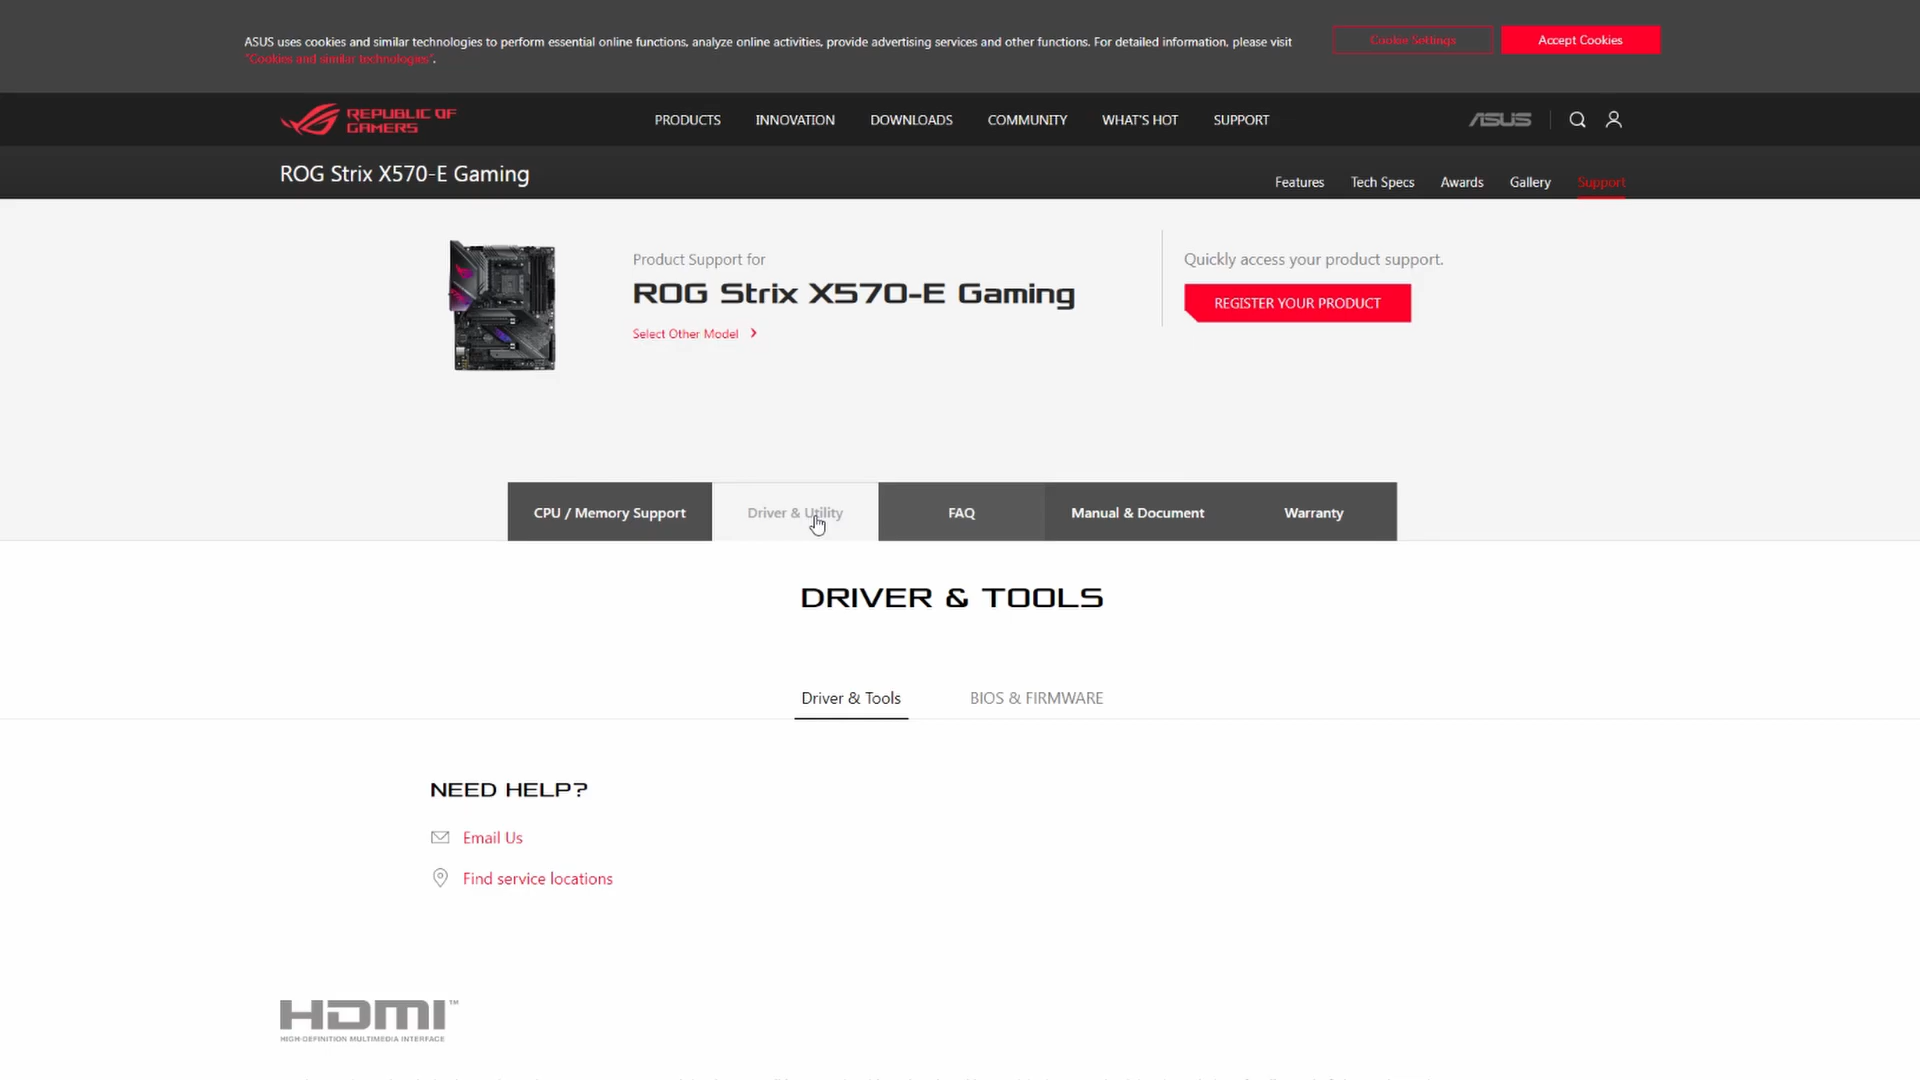 ASUS uses cookies and similar technologies to perform essential online functions, analyze online activities, provide advertising services and other functions. For detailed information, please visit
"Cookies and similar technologies".
Cookie Settings
Accept Cookies
REPUBLIC OF
GAMERS
PRODUCTS
INNOVATION
DOWNLOADS
COMMUNITY
WHAT'S HOT
SUPPORT
ASUS
ROG Strix X570-E Gaming
Features
Tech Specs
Awards
Gallery
Support
Product Support for
ROG Strix X570-E Gaming
Select Other Model
Quickly access your product support.
REGISTER YOUR PRODUCT
CPU / Memory Support
Driver & Utility
FAQ
Manual & Document
Warranty
DRIVER & TOOLS
Driver & Tools
BIOS & FIRMWARE
NEED HELP?
Email Us
Find service locations
HDMI™
HIGH-DEFINITION MULTIMEDIA INTERFACE